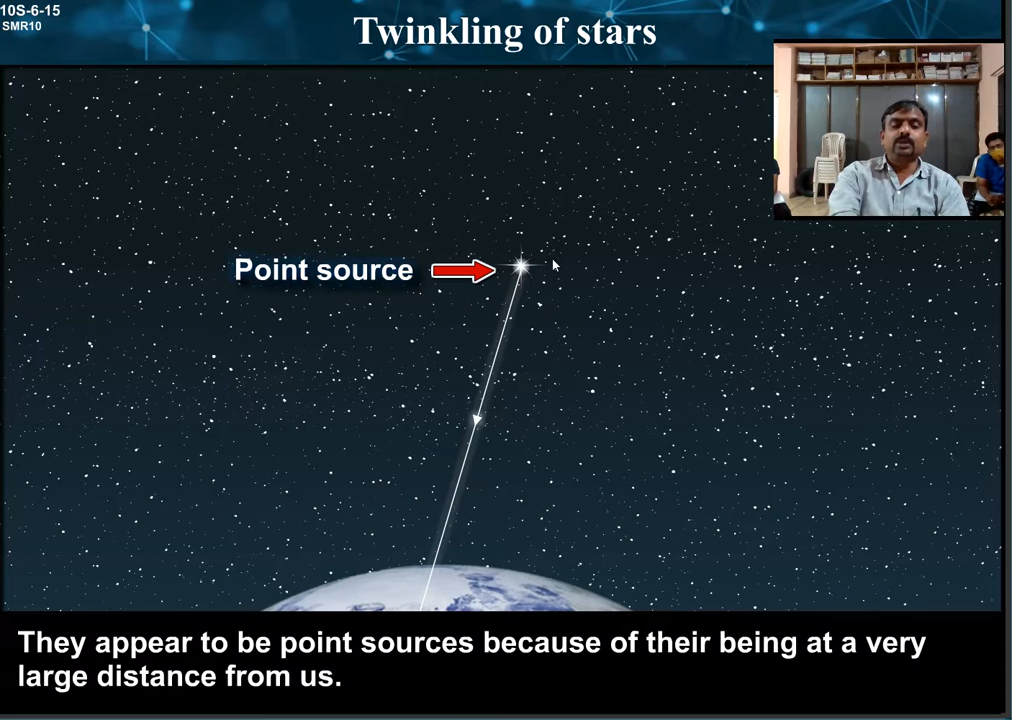 10S-6-15
SMR10
Twinkling of stars
Point source
They appear to be point sources because of their being at a very
large distance from us.